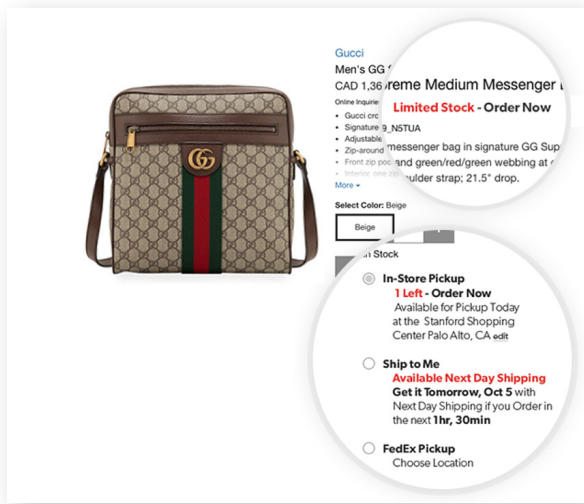 Gucci
Men's GG
CAD 1,36
Online Inquirie
• Gucci
• Signature
• Adjustable
• Zip-around
• Front zip
• Interior, one zip
More
Select Color: Beige
Beige
reme Medium Messenger
Limited Stock - Order Now
9_N5TUA
messenger bag in signature GG Sup
and green/red/green webbing at
ulder strap; 21.5" drop.
n Stock
In-Store Pickup
1 Left - Order Now
Available for Pickup Today
at the Stanford Shopping
Center Palo Alto, CA edit
Ship to Me
Available Next Day Shipping
Get it Tomorrow, Oct 5 with
Next Day Shipping if you Order in
the next 1hr, 30min
FedEx Pickup
Choose Location